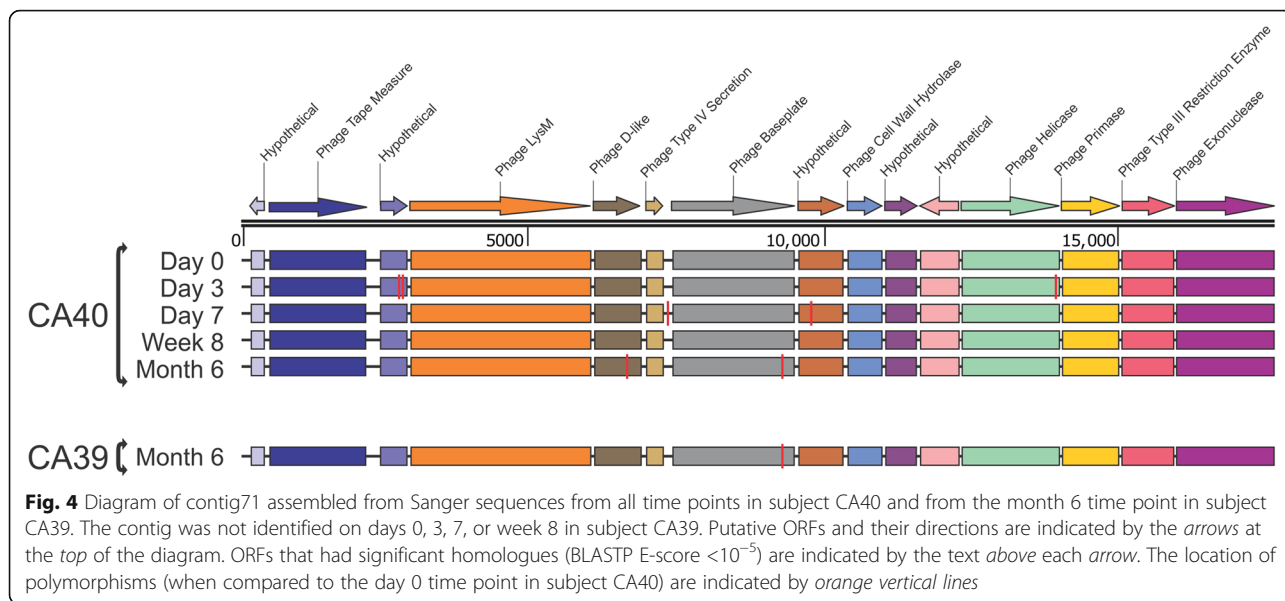 Hypothetical
Phage Tape Measure
Hypothetical
Phage LysM
Phage D-like
Phage Type IV Secretion
Phage Baseplate
Hypothetical
Phage Cell Wall Hydrolase
Hypothetical
Hypothetical
Phage Helicase
Phage Primase
Phage Type III Restriction Enzyme
Phage Exonuclease
0 5000 10,000 15,000
CA40
Day 0
Day 3
Day 7
Week 8
Month 6
CA39 Month 6
Fig. 4 Diagram of contig71 assembled from Sanger sequences from all time points in subject CA40 and from the month 6 time point in subject
CA39. The contig was not identified on days 0, 3, 7, or week 8 in subject CA39. Putative ORFs and their directions are indicated by the arrows at
the top of the diagram. ORFs that had significant homologues (BLASTP E-score <10⁻⁵) are indicated by the text above each arrow. The location of
polymorphisms (when compared to the day 0 time point in subject CA40) are indicated by orange vertical lines